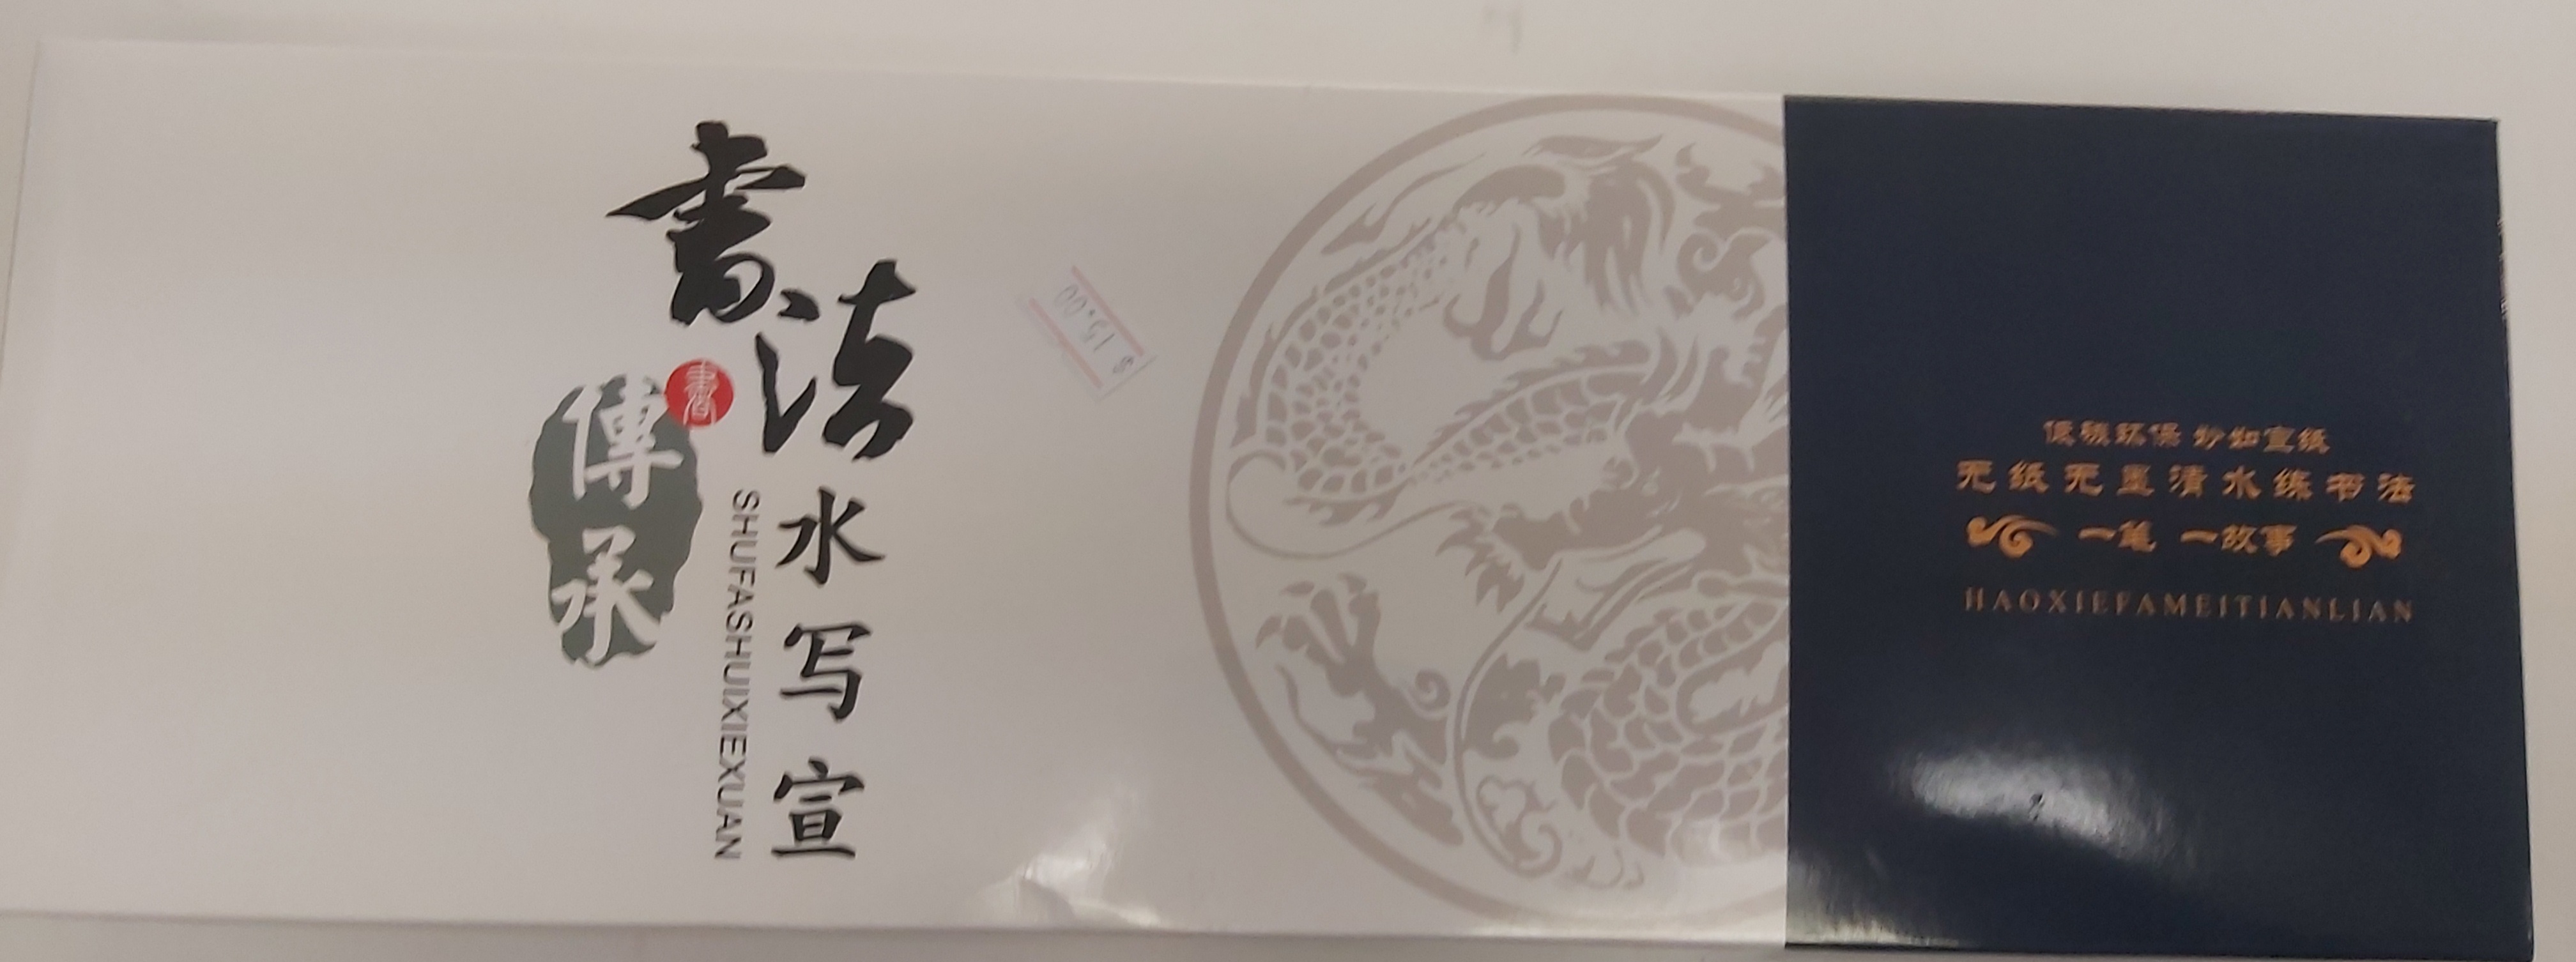 書法
水写宣
SHUFASHUIXIEXUAN
傳承
$ 15.00
低碳环保 妙如宣纸
无纸无墨清水练书法
一笔 一故事
HAOXIEFAMEITIANLIAN